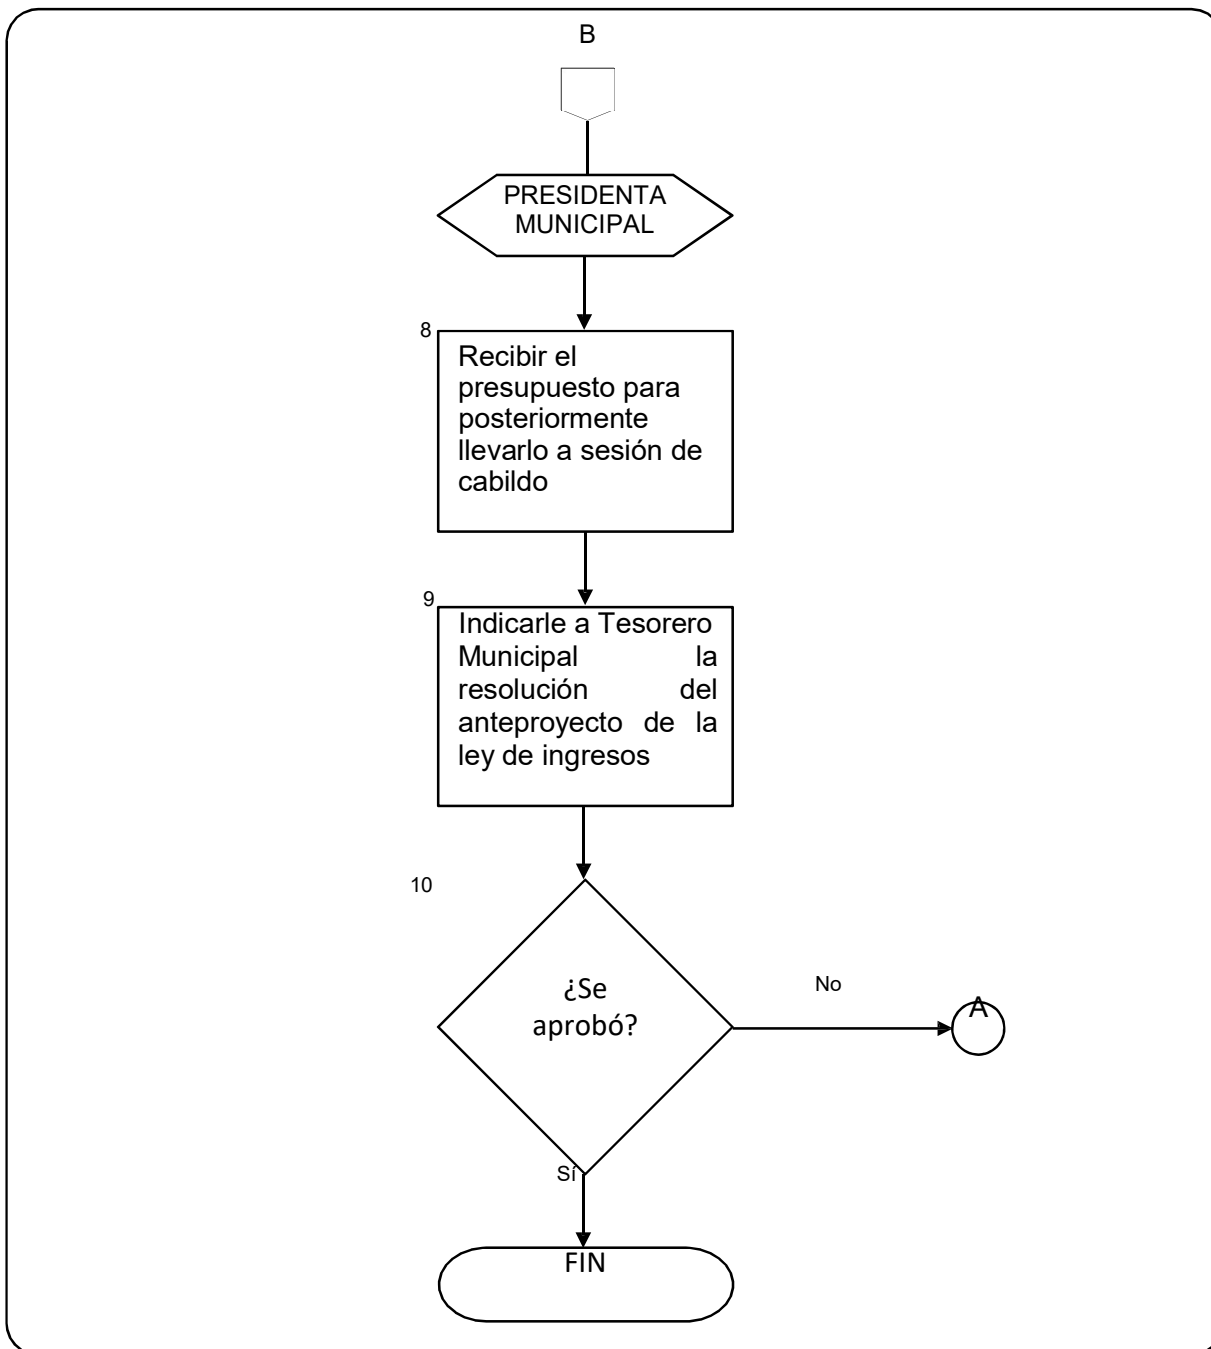 B
PRESIDENTA
MUNICIPAL
8
Recibir el
presupuesto para
posteriormente
llevarlo a sesión de
cabildo
9
Indicarle a Tesorero
Municipal la
resolución del
anteproyecto de la
ley de ingresos
10
¿Se
aprobó?
No
A
Sí
FIN